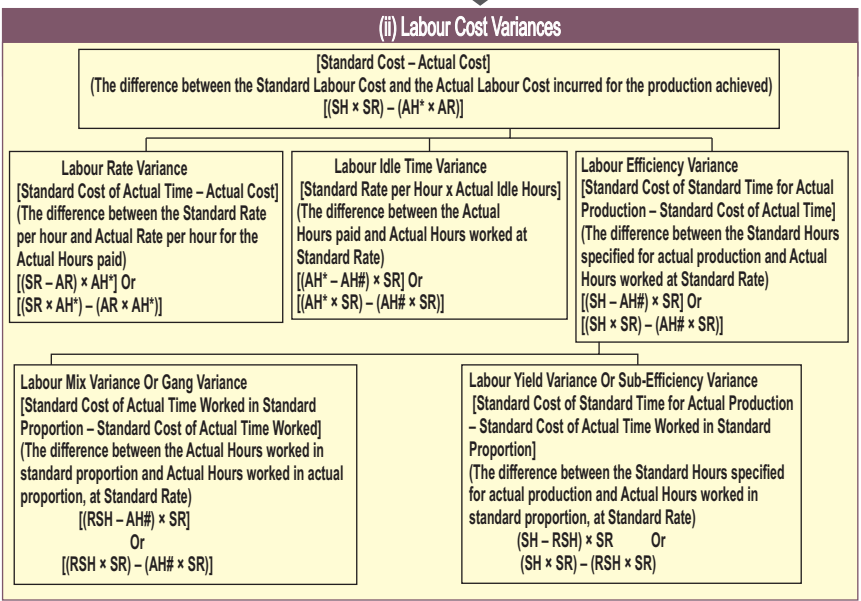 (ii) Labour Cost Variances
[Standard Cost – Actual Cost]
(The difference between the Standard Labour Cost and the Actual Labour Cost incurred for the production achieved)
[(SH × SR) – (AH* × AR)]
Labour Rate Variance
[Standard Cost of Actual Time – Actual Cost]
(The difference between the Standard Rate
per hour and Actual Rate per hour for the
Actual Hours paid)
[(SR – AR) × AH*] Or
[(SR × AH*) – (AR × AH*)]
Labour Idle Time Variance
[Standard Rate per Hour x Actual Idle Hours]
(The difference between the Actual
Hours paid and Actual Hours worked at
Standard Rate)
[(AH* – AH#) × SR] Or
[(AH* × SR) – (AH# × SR)]
Labour Efficiency Variance
[Standard Cost of Standard Time for Actual
Production – Standard Cost of Actual Time]
(The difference between the Standard Hours
specified for actual production and Actual
Hours worked at Standard Rate)
[(SH – AH#) × SR] Or
[(SH × SR) – (AH# × SR)]
Labour Mix Variance Or Gang Variance
[Standard Cost of Actual Time Worked in Standard
Proportion – Standard Cost of Actual Time Worked]
(The difference between the Actual Hours worked in
standard proportion and Actual Hours worked in actual
proportion, at Standard Rate)
[(RSH – AH#) × SR]
Or
[(RSH × SR) – (AH# × SR)]
Labour Yield Variance Or Sub-Efficiency Variance
[Standard Cost of Standard Time for Actual Production
– Standard Cost of Actual Time Worked in Standard
Proportion]
(The difference between the Standard Hours specified
for actual production and Actual Hours worked in
standard proportion, at Standard Rate)
(SH – RSH) × SR Or
(SH × SR) – (RSH × SR)